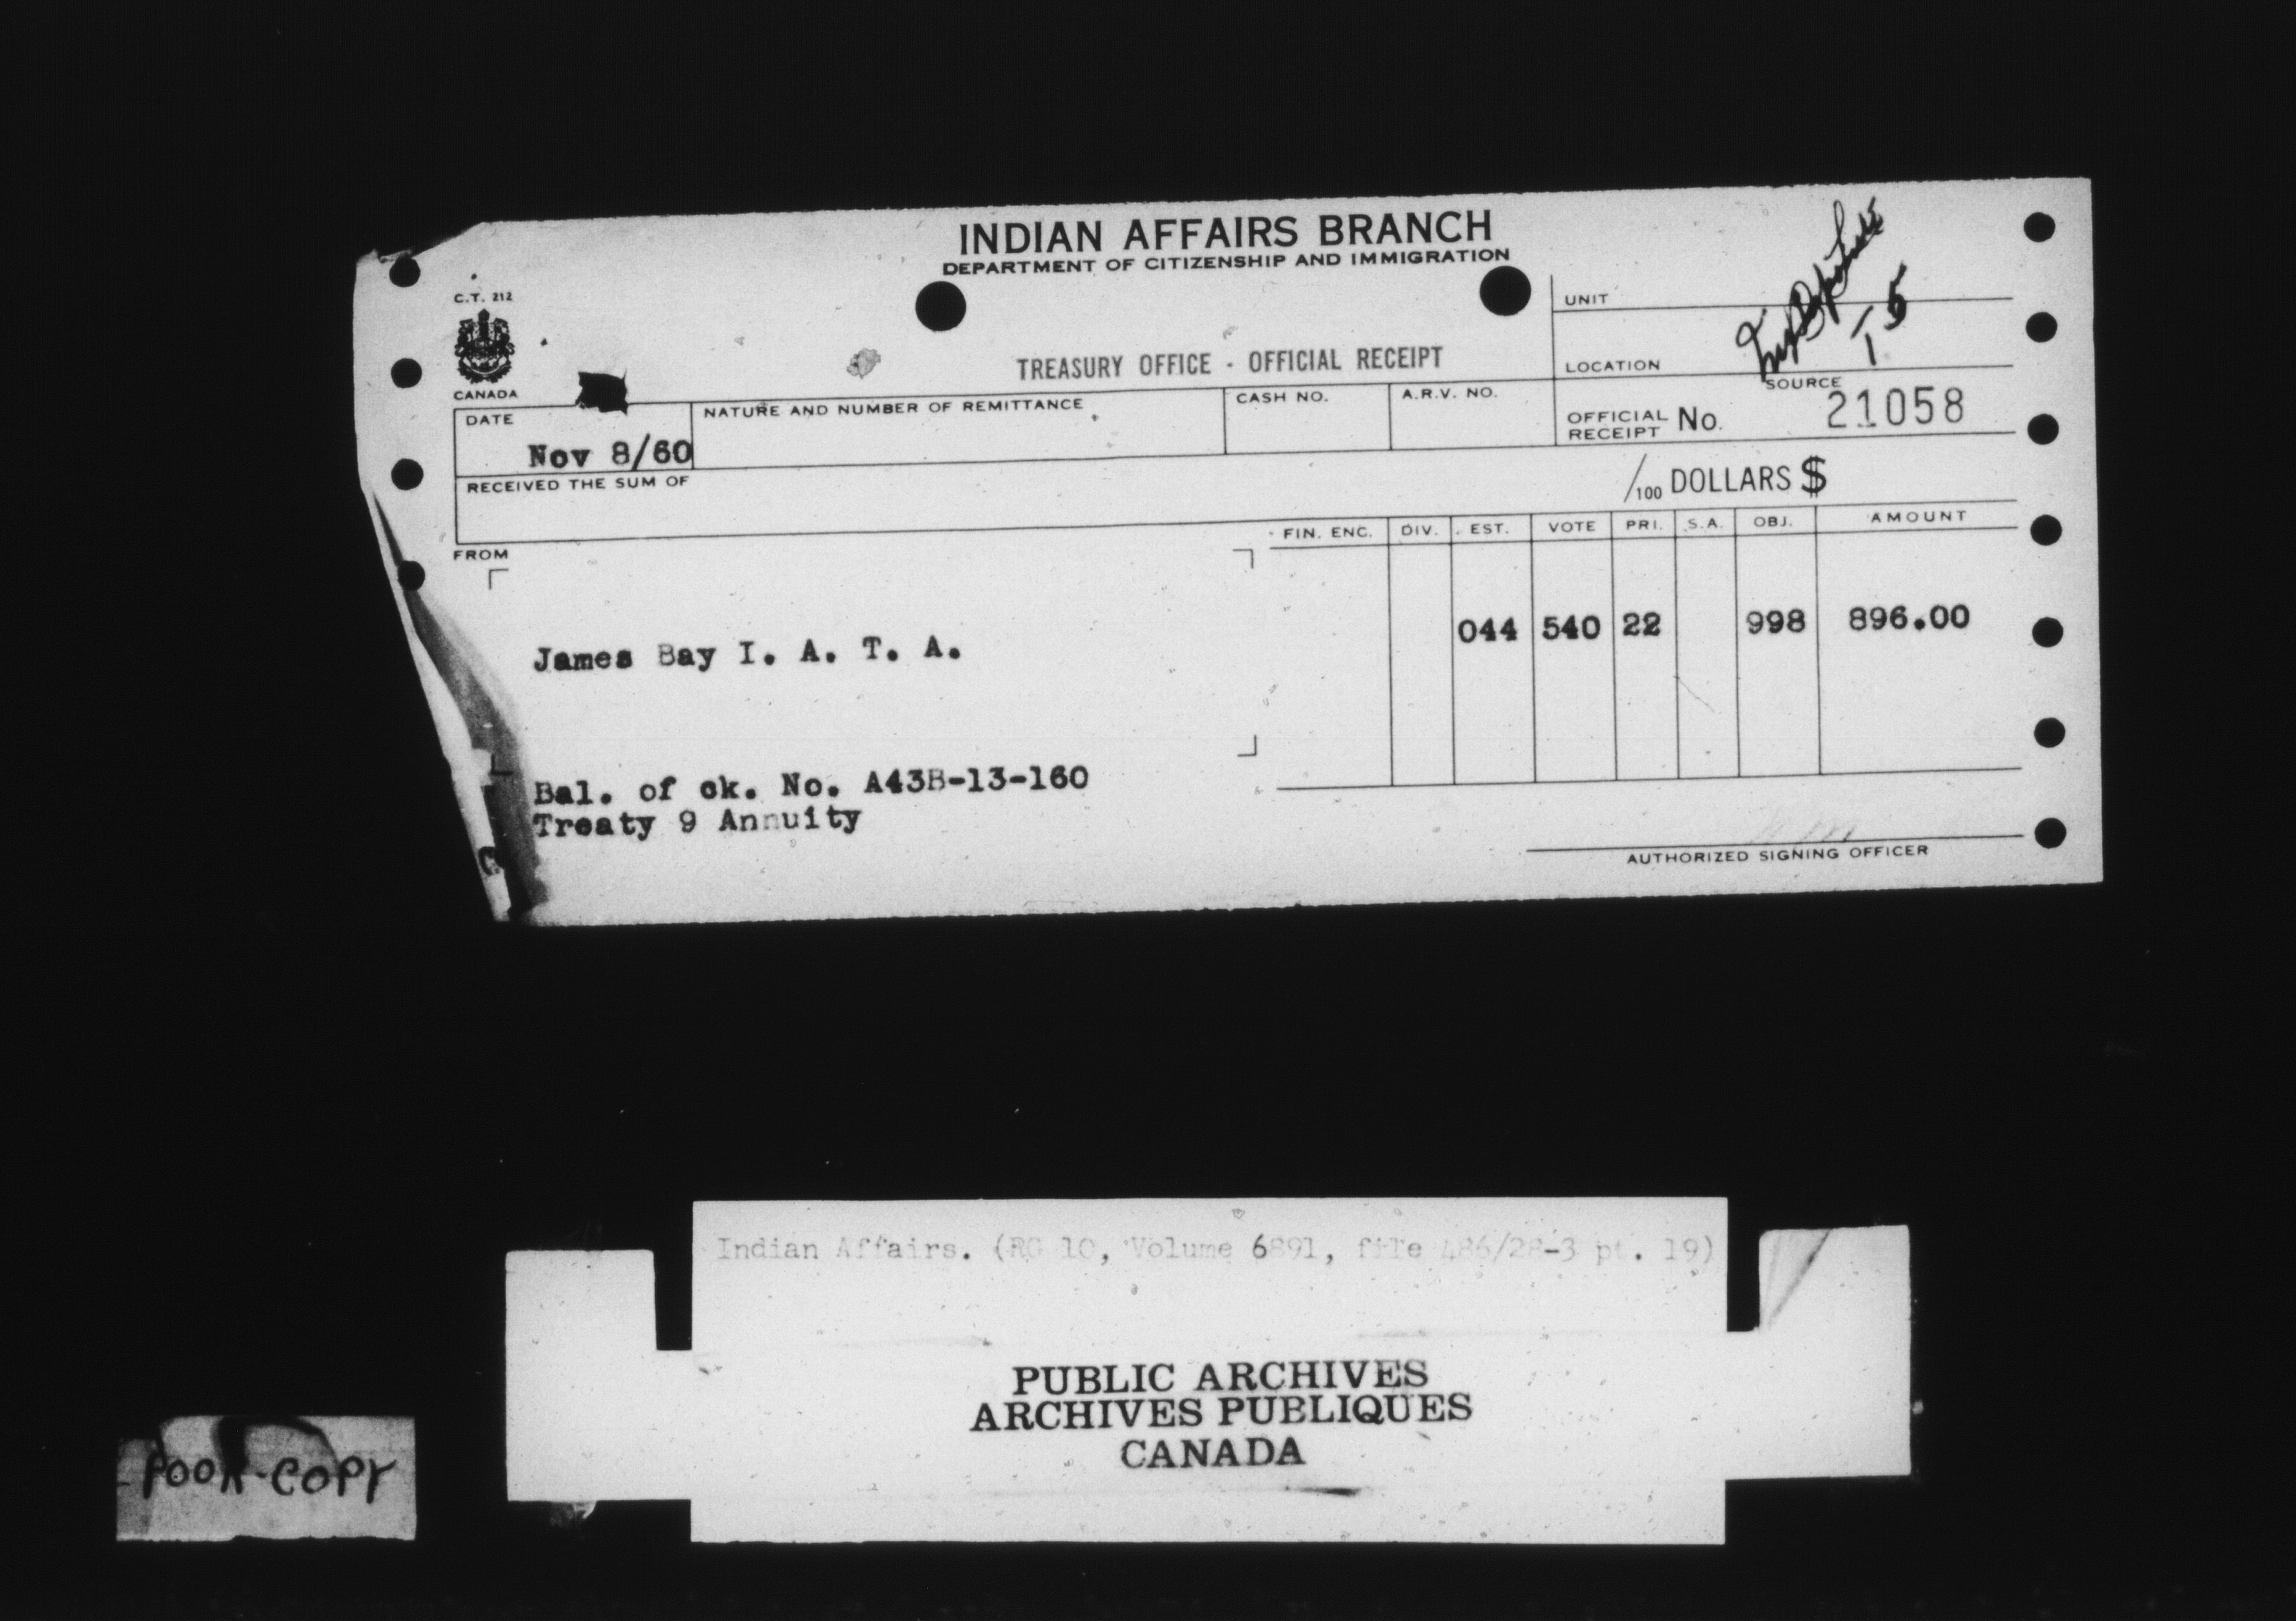 INDIAN AFFAIRS BRANCH
DEPARTMENT OF CITIZENSHIP AND IMMIGRATION
C.T. 212
CANADA
TREASURY OFFICE - OFFICIAL RECEIPT
UNIT
LOCATION
15
1
SOURCE
DATE
Nov 8/60
NATURE AND NUMBER OF REMITTANCE
CASH NO.
A.R.V. NO.
OFFICIAL RECEIPT No. 21058
RECEIVED THE SUM OF
/100 DOLLARS $
FROM
FIN. ENC. DIV. EST. VOTE PRI. S.A. OBJ. AMOUNT
044 540 22 998 896.00
James Bay I. A. T. A.
Bal. of ck. No. A43B-13-160
Treaty 9 Annuity
AUTHORIZED SIGNING OFFICER
Indian Affairs. (RG 10, Volume 6891, file 486/28-3 pt. 19)
PUBLIC ARCHIVES
ARCHIVES PUBLIQUES
CANADA
POOR COPY